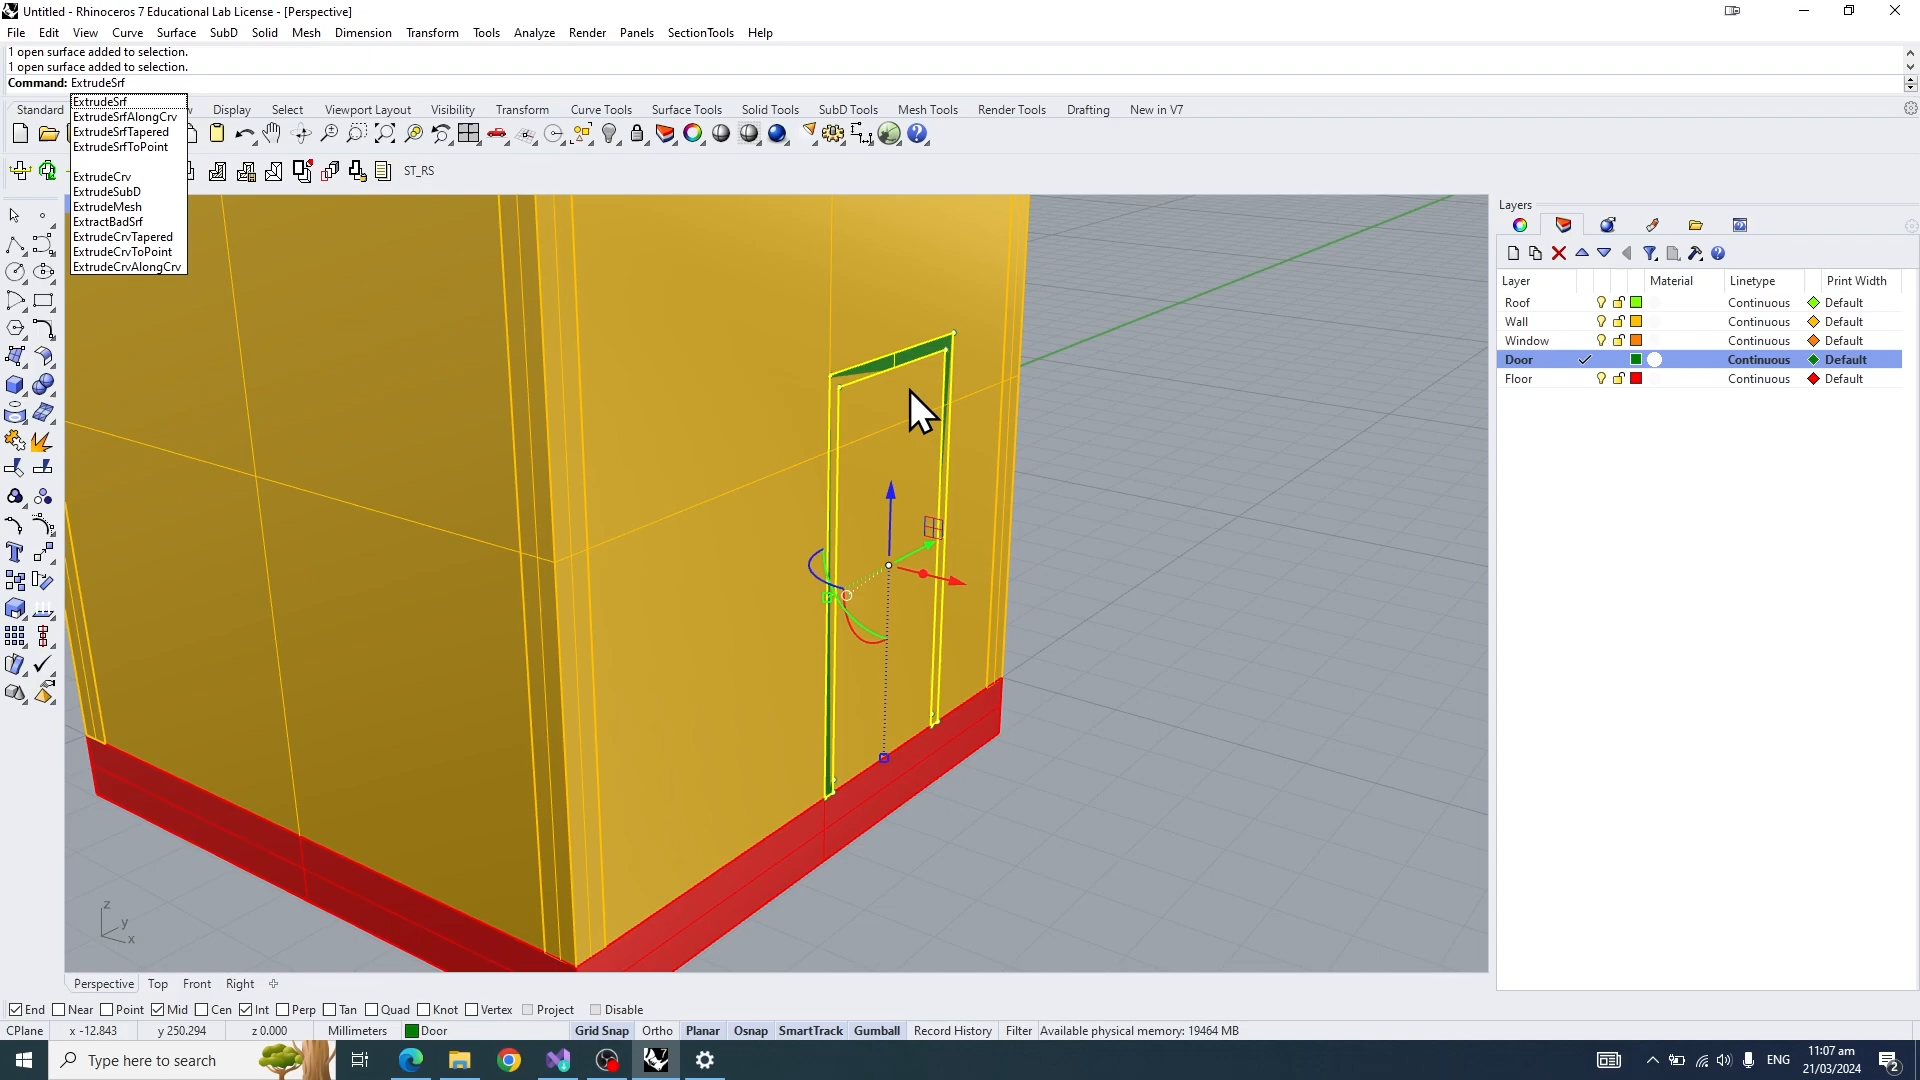 Untitled - Rhinoceros 7 Educational Lab License - [Perspective]
File Edit View Curve Surface SubD Solid Mesh Dimension Transform Tools Analyze Render Panels SectionTools Help
1 open surface added to selection.
1 open surface added to selection.
Command: ExtrudeSrf
ExtrudeSrf
ExtrudeSrfAlongCrv
ExtrudeSrfTapered
ExtrudeSrfToPoint
ExtrudeCrv
ExtrudeSubD
ExtrudeMesh
ExtractBadSrf
ExtrudeCrvTapered
ExtrudeCrvToPoint
ExtrudeCrvAlongCrv
Standard Display Select Viewport Layout Visibility Transform Curve Tools Surface Tools Solid Tools SubD Tools Mesh Tools Render Tools Drafting New in V7
ST_RS
Layers
Layer Material Linetype Print Width
Roof Continuous Default
Wall Continuous Default
Window Continuous Default
Door Continuous Default
Floor Continuous Default
z
y
x
Perspective Top Front Right
End Near Point Mid Cen Int Perp Tan Quad Knot Vertex Project Disable
CPlane x -12.843 y 250.294 z 0.000 Millimeters Door Grid Snap Ortho Planar Osnap SmartTrack Gumball Record History Filter Available physical memory: 19464 MB
Type here to search
ENG
11:07 am
21/03/2024
2